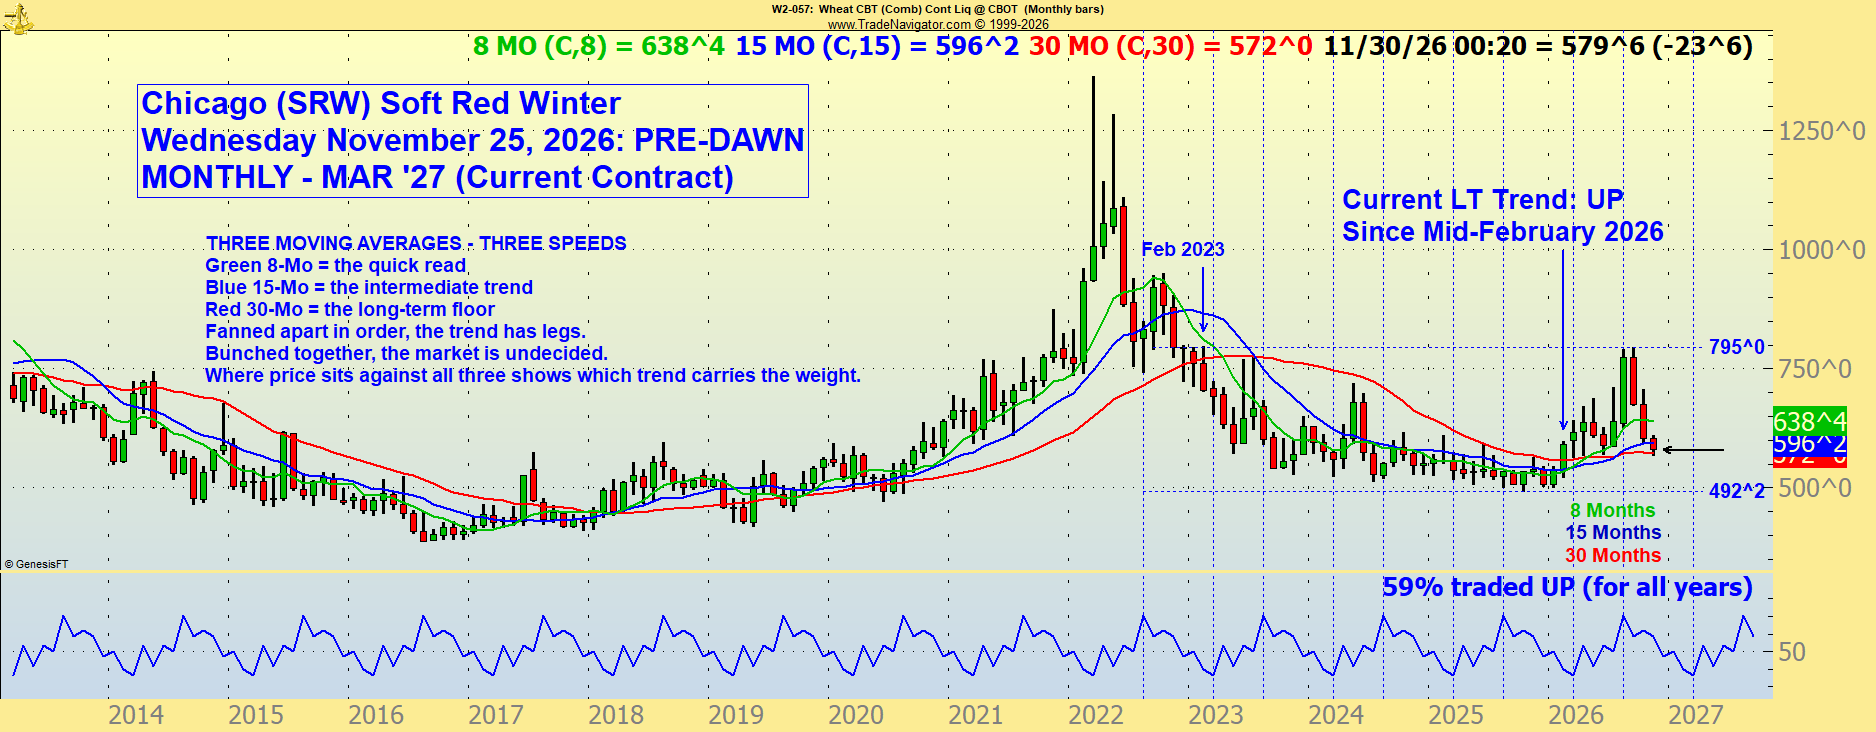 W2-057:  Wheat CBT (Comb) Cont Liq @ CBOT  (Monthly bars)
www.TradeNavigator.com © 1999-2026
8 MO (C,8) = 638^4 15 MO (C,15) = 596^2 30 MO (C,30) = 572^0 11/30/26 00:20 = 579^6 (-23^6)
Chicago (SRW) Soft Red Winter
Wednesday November 25, 2026: PRE-DAWN
MONTHLY - MAR '27 (Current Contract)
1250^0
Current LT Trend: UP
Since Mid-February 2026
THREE MOVING AVERAGES - THREE SPEEDS
Green 8-Mo = the quick read
Blue 15-Mo = the intermediate trend
Red 30-Mo = the long-term floor
Fanned apart in order, the trend has legs.
Bunched together, the market is undecided.
Where price sits against all three shows which trend carries the weight.
Feb 2023
1000^0
795^0
750^0
638^4
596^2
572^0
500^0
492^2
8 Months
15 Months
30 Months
© GenesisFT
59% traded UP (for all years)
50
2014 2015 2016 2017 2018 2019 2020 2021 2022 2023 2024 2025 2026 2027